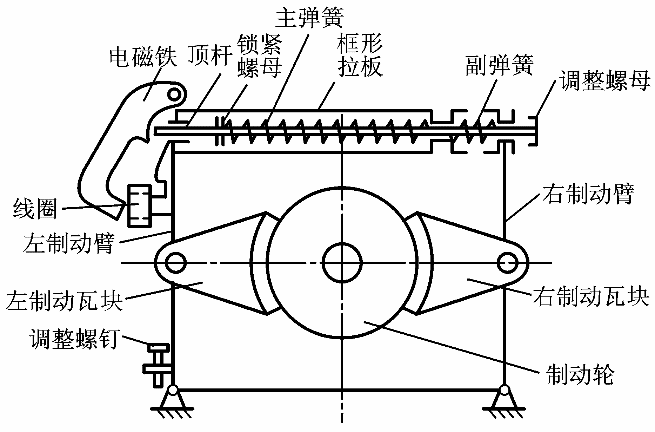 主弹簧
电磁铁
顶杆
锁紧
螺母
框形
拉板
副弹簧
调整螺母
线圈
右制动臂
左制动臂
左制动瓦块
右制动瓦块
调整螺钉
制动轮